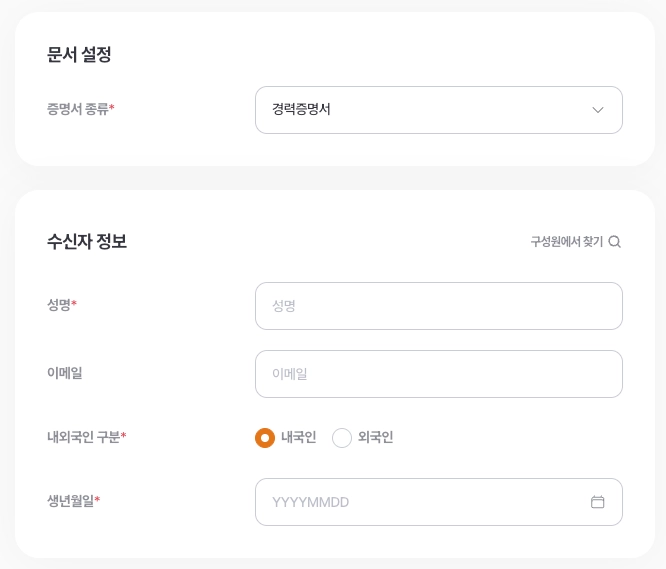 문서 설정
증명서 종류*
경력증명서
수신자 정보
구성원에서 찾기
성명*
성명
이메일
이메일
내외국인 구분*
내국인
외국인
생년월일*
YYYYMMDD